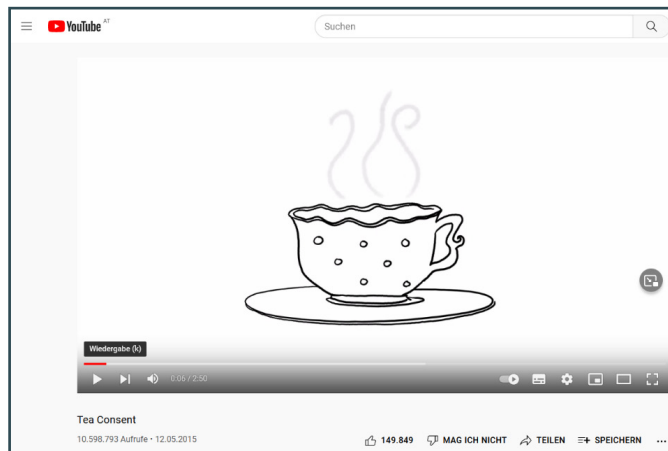 YouTube AT
Suchen
Wiedergabe (k)
0:06 / 2:50
Tea Consent
10.598.793 Aufrufe • 12.05.2015
149.849 MAG ICH NICHT TEILEN SPEICHERN ...